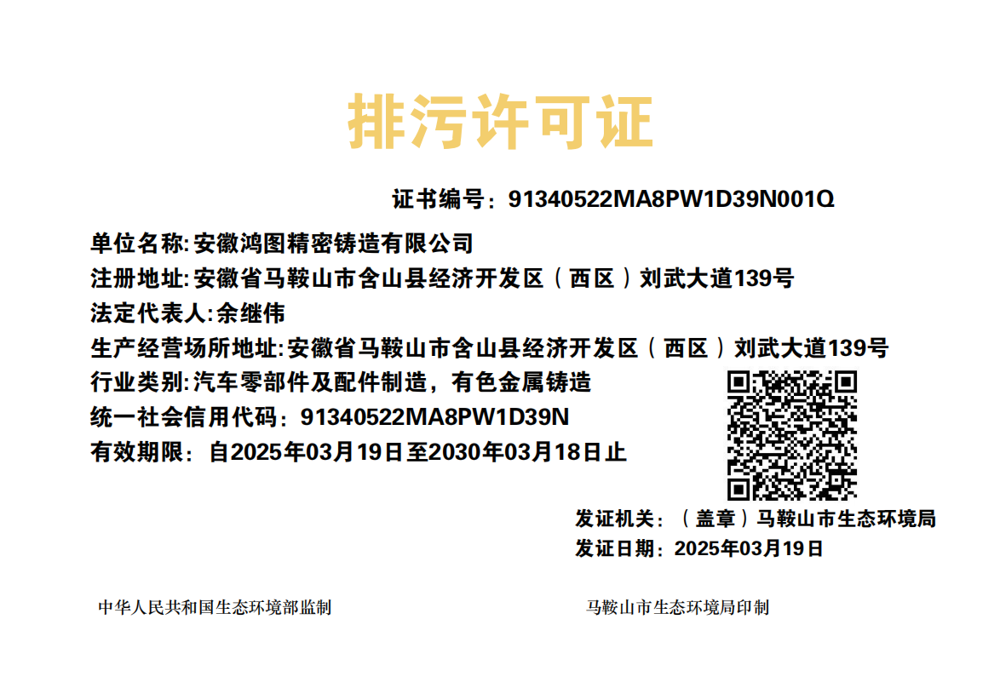 排污许可证
证书编号：91340522MA8PW1D39N001Q
单位名称:安徽鸿图精密铸造有限公司
注册地址:安徽省马鞍山市含山县经济开发区（西区）刘武大道139号
法定代表人:余继伟
生产经营场所地址:安徽省马鞍山市含山县经济开发区（西区）刘武大道139号
行业类别:汽车零部件及配件制造，有色金属铸造
统一社会信用代码：91340522MA8PW1D39N
有效期限：自2025年03月19日至2030年03月18日止
发证机关：（盖章）马鞍山市生态环境局
发证日期：2025年03月19日
中华人民共和国生态环境部监制
马鞍山市生态环境局印制